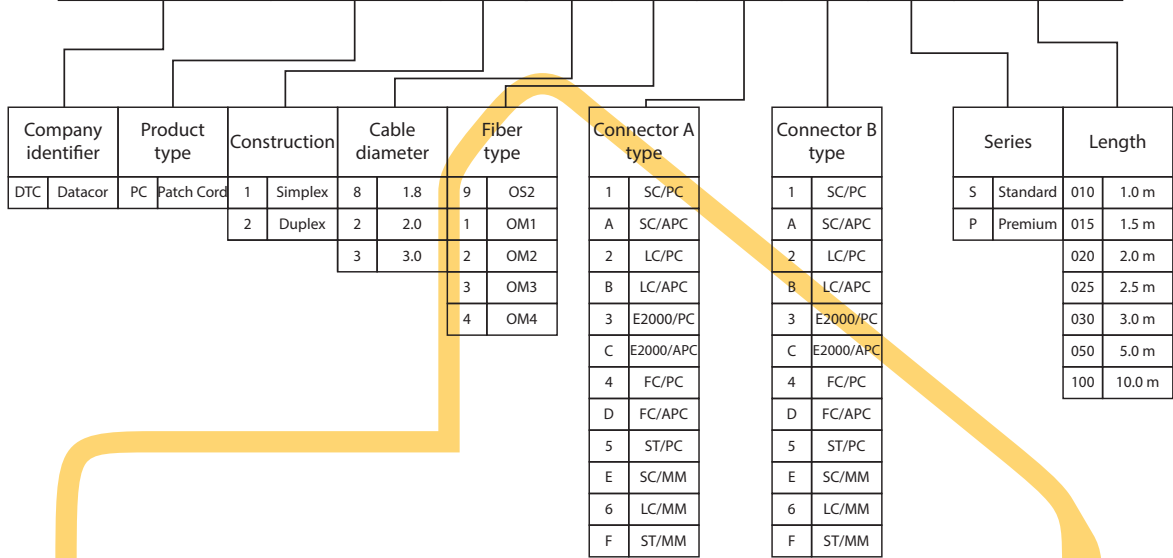 Company identifier
DTC Datacor
Product type
PC Patch Cord
Construction
1 Simplex
2 Duplex
Cable diameter
8 1.8
2 2.0
3 3.0
Fiber type
9 OS2
1 OM1
2 OM2
3 OM3
4 OM4
Connector A type
1 SC/PC
A SC/APC
2 LC/PC
B LC/APC
3 E2000/PC
C E2000/APC
4 FC/PC
D FC/APC
5 ST/PC
E SC/MM
6 LC/MM
F ST/MM
Connector B type
1 SC/PC
A SC/APC
2 LC/PC
B LC/APC
3 E2000/PC
C E2000/APC
4 FC/PC
D FC/APC
5 ST/PC
E SC/MM
6 LC/MM
F ST/MM
Series
S Standard
P Premium
Length
010 1.0 m
015 1.5 m
020 2.0 m
025 2.5 m
030 3.0 m
050 5.0 m
100 10.0 m